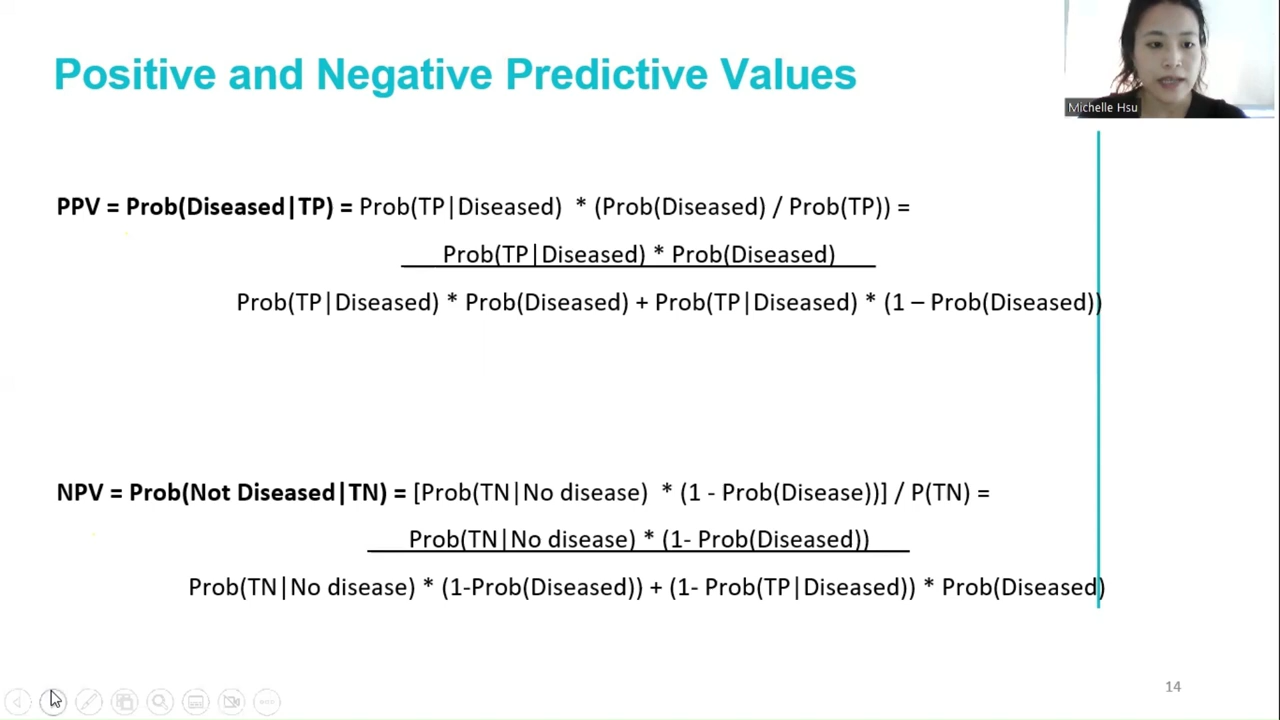 Positive and Negative Predictive Values
Michelle Hsu
PPV = Prob(Diseased|TP) = Prob(TP|Diseased) * (Prob(Diseased) / Prob(TP)) =
Prob(TP|Diseased) * Prob(Diseased)
Prob(TP|Diseased) * Prob(Diseased) + Prob(TP|Diseased) * (1 – Prob(Diseased))
NPV = Prob(Not Diseased|TN) = [Prob(TN|No disease) * (1 - Prob(Disease))] / P(TN) =
Prob(TN|No disease) * (1- Prob(Diseased))
Prob(TN|No disease) * (1-Prob(Diseased)) + (1- Prob(TP|Diseased)) * Prob(Diseased)
14